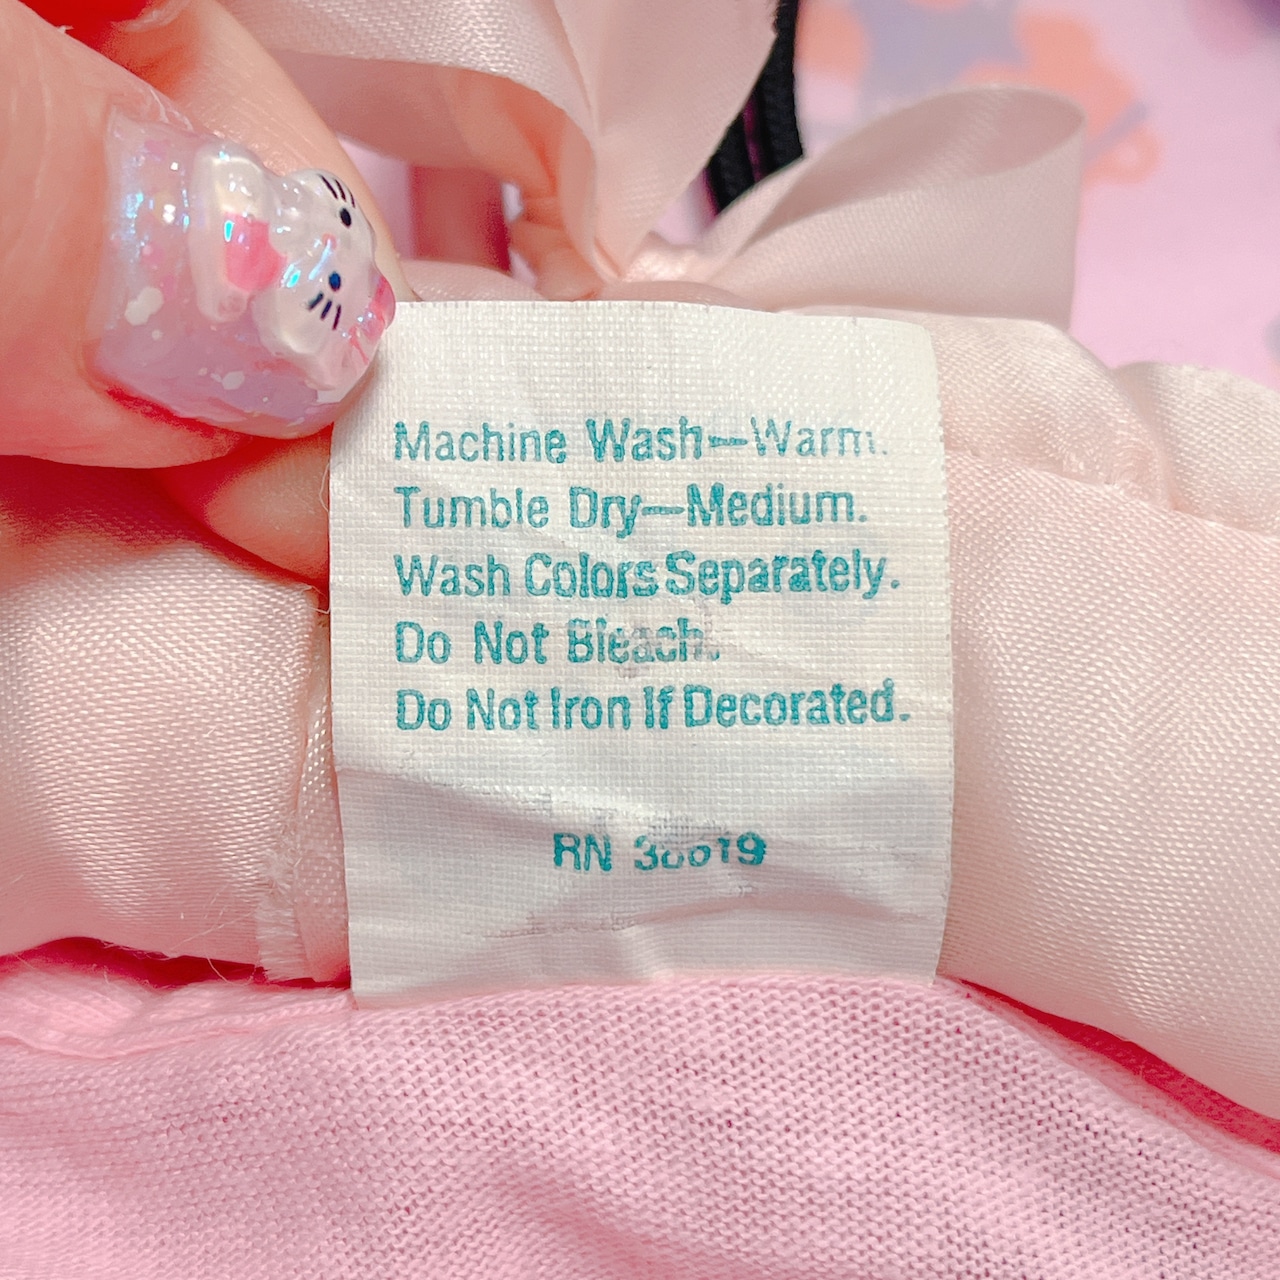 Machine Wash—Warm.
Tumble Dry—Medium.
Wash Colors Separately.
Do Not Bleach.
Do Not Iron If Decorated.
RN